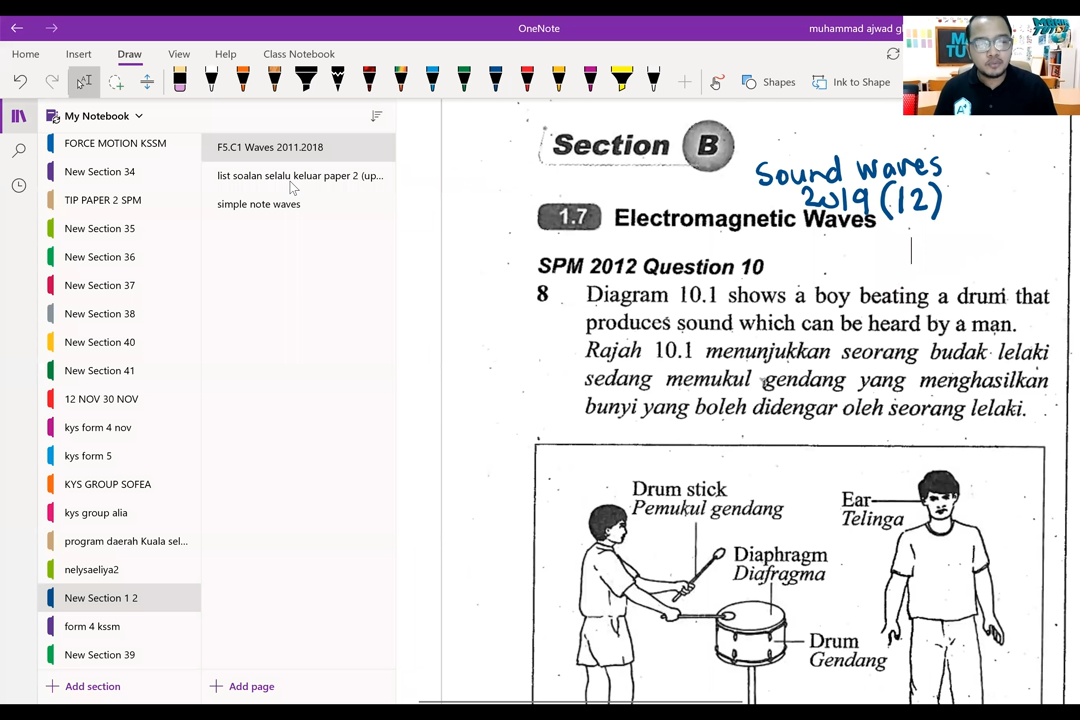 OneNote
muhammad ajwad g
Home
Insert
Draw
View
Help
Class Notebook
Shapes
Ink to Shape
My Notebook
FORCE MOTION KSSM
New Section 34
TIP PAPER 2 SPM
New Section 35
New Section 36
New Section 37
New Section 38
New Section 40
New Section 41
12 NOV 30 NOV
kys form 4 nov
kys form 5
KYS GROUP SOFEA
kys group alia
program daerah Kuala sel...
nelysaeliya2
New Section 1 2
form 4 kssm
New Section 39
Add section
F5.C1 Waves 2011.2018
list soalan selalu keluar paper 2 (up...
simple note waves
Add page
Section B
Sound Waves
2019 (12)
1.7 Electromagnetic Waves
SPM 2012 Question 10
8 Diagram 10.1 shows a boy beating a drum that
produces sound which can be heard by a man.
Rajah 10.1 menunjukkan seorang budak lelaki
sedang memukul gendang yang menghasilkan
bunyi yang boleh didengar oleh seorang lelaki.
Drum stick
Pemukul gendang
Ear
Telinga
Diaphragm
Diafragma
Drum
Gendang